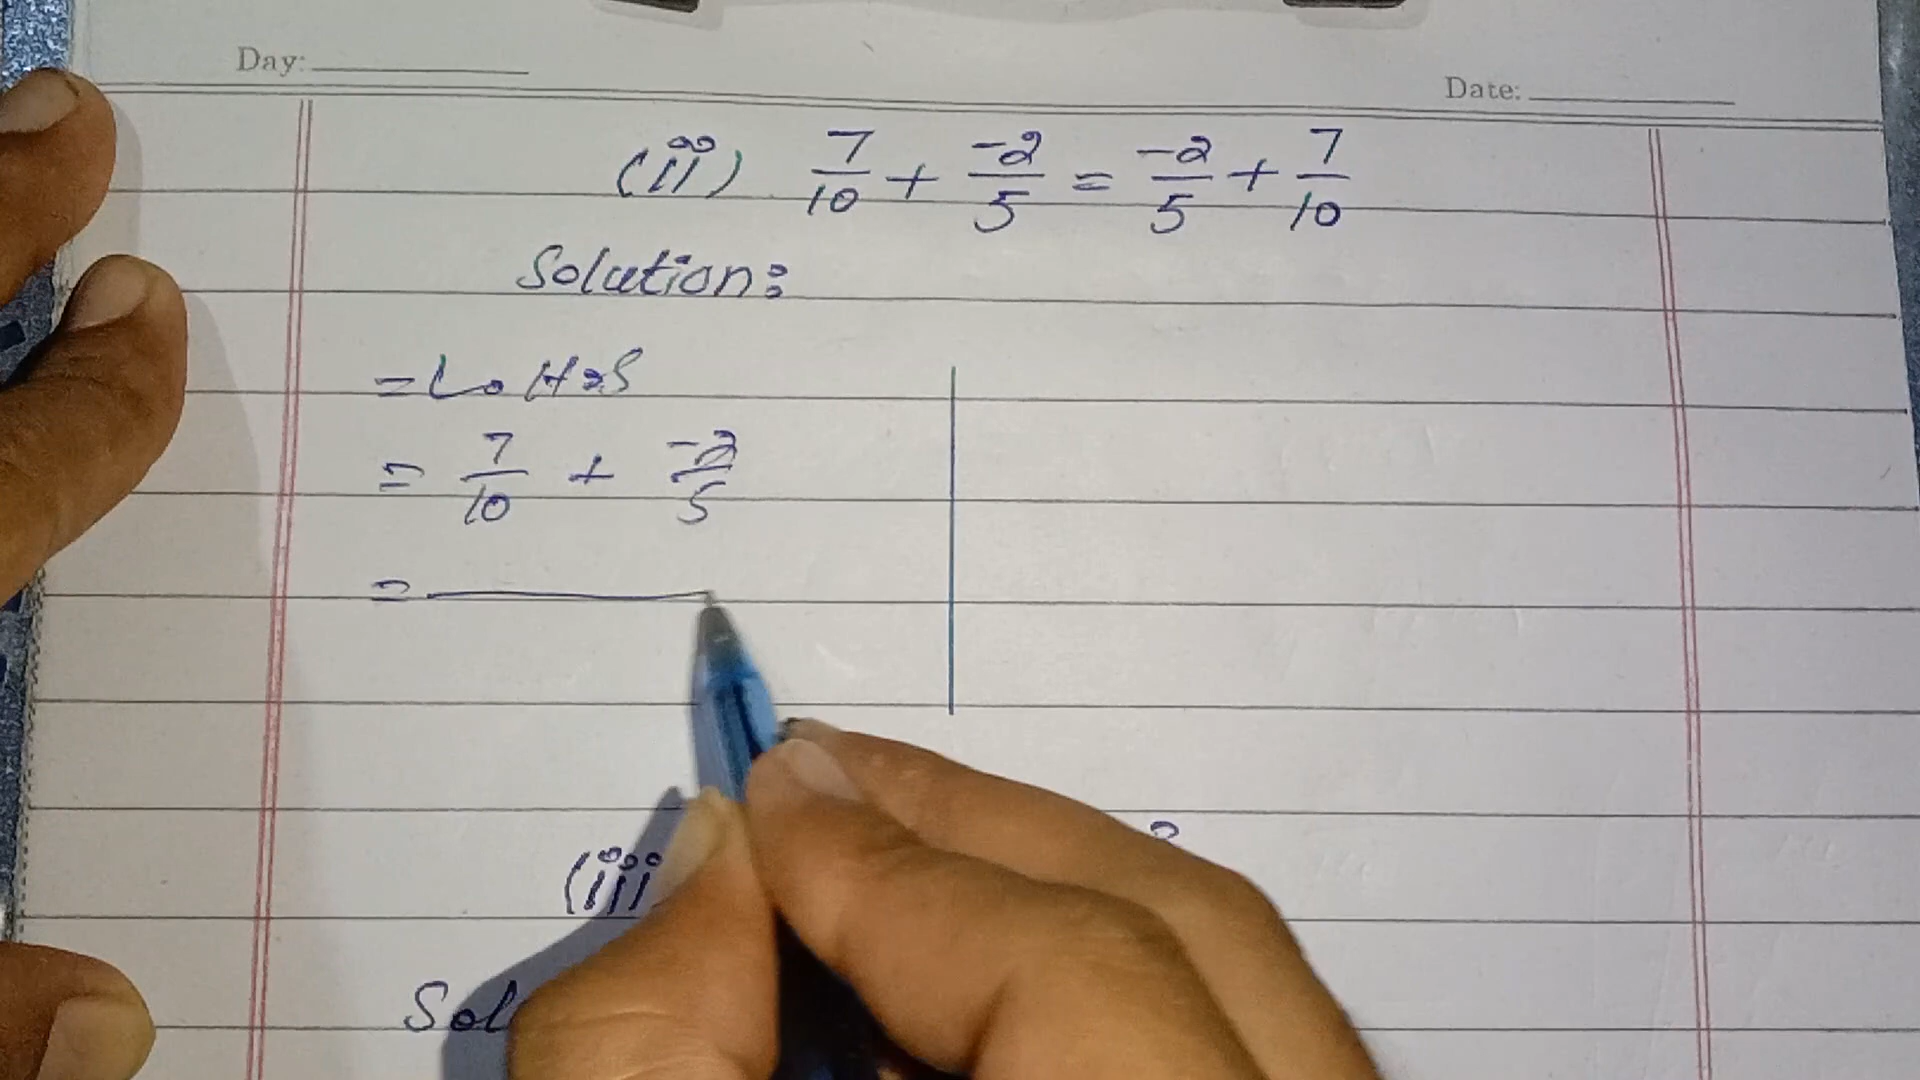 Day: Date:
(ii) 7/10 + -2/5 = -2/5 + 7/10
Solution:
= L.H.S
= 7/10 + -2/5
=
(iii
Sol